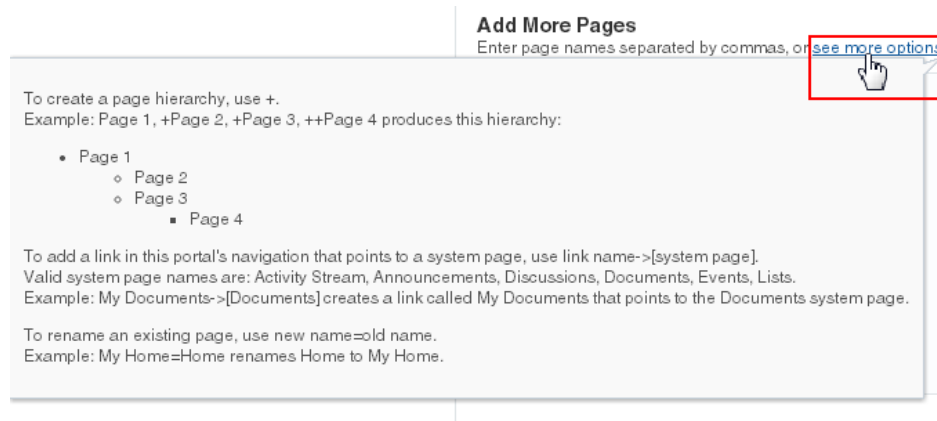 Add More Pages
Enter page names separated by commas, or see more options
To create a page hierarchy, use +.
Example: Page 1, +Page 2, +Page 3, ++Page 4 produces this hierarchy:
Page 1
Page 2
Page 3
Page 4
To add a link in this portal's navigation that points to a system page, use link name->[system page].
Valid system page names are: Activity Stream, Announcements, Discussions, Documents, Events, Lists.
Example: My Documents->[Documents] creates a link called My Documents that points to the Documents system page.
To rename an existing page, use new name=old name.
Example: My Home=Home renames Home to My Home.